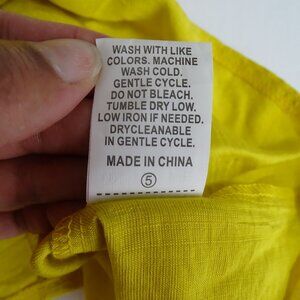 WASH WITH LIKE
COLORS. MACHINE
WASH COLD.
GENTLE CYCLE.
DO NOT BLEACH.
TUMBLE DRY LOW.
LOW IRON IF NEEDED.
DRYCLEANABLE
IN GENTLE CYCLE.
MADE IN CHINA
5